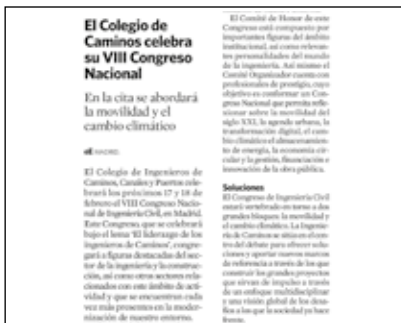 El Colegio de
Caminos celebra
su VIII Congreso
Nacional
En la cita se abordará
la movilidad y el
cambio climático
eE MADRID.
El Colegio de Ingenieros de
Caminos, Canales y Puertos cele-
brará los próximos 17 y 18 de
febrero el VIII Congreso Nacio-
nal de Ingeniería Civil, en Madrid.
Este Congreso, que se celebrará
bajo el lema 'El liderazgo de los
ingenieros de Caminos', congre-
gará a figuras destacadas del sec-
tor de la ingeniería y la construc-
ción, así como otros sectores rela-
cionados con este ámbito de acti-
vidad y que se encuentran cada
vez más presentes en la moder-
nización de nuestro entorno.
El Comité de Honor de este
Congreso está compuesto por
importantes figuras del ámbito
institucional, así como relevan-
tes personalidades del mundo
de la ingeniería. Así mismo el
Comité Organizador cuenta con
profesionales de prestigio, cuyo
objetivo es conformar un Con-
greso Nacional que permita refle-
xionar sobre la movilidad del
siglo XXI, la agenda urbana, la
transformación digital, el cam-
bio climático el almacenamien-
to de energía, la economía cir-
cular y la gestión, financiación e
innovación de la obra pública.
Soluciones
El Congreso de Ingeniería Civil
estará vertebrado en torno a dos
grandes bloques: la movilidad y
el cambio climático. La Ingenie-
ría de Caminos se sitúa en el cen-
tro del debate para ofrecer solu-
ciones y aportar nuevos marcos
de referencia a través de los que
construir los grandes proyectos
que sirvan de impulso a través
de un enfoque multidisciplinar
y una visión global de los desa-
fíos a los que la sociedad ya hace
frente.